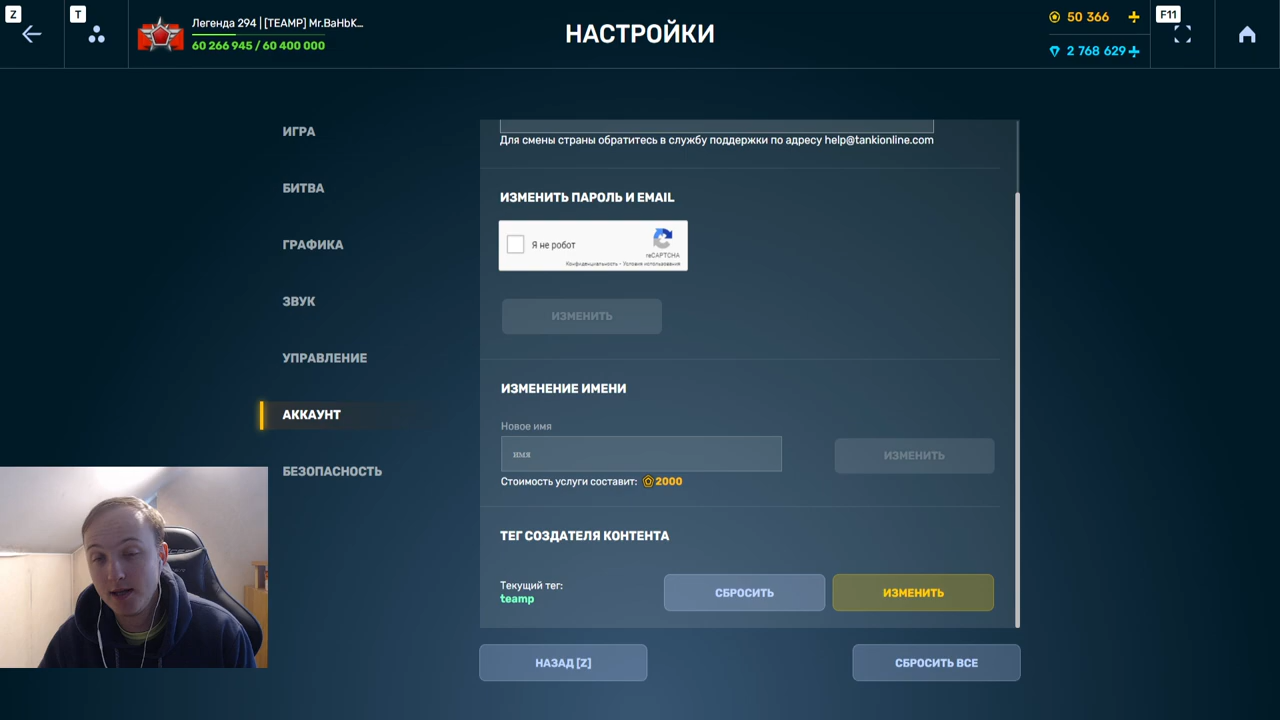 Z
T
Легенда 294 | [TEAMP] Mr.BaHbK...
60 266 945 / 60 400 000
НАСТРОЙКИ
50 366
2 768 629
F11
ИГРА
БИТВА
ГРАФИКА
ЗВУК
УПРАВЛЕНИЕ
АККАУНТ
БЕЗОПАСНОСТЬ
Для смены страны обратитесь в службу поддержки по адресу help@tankionline.com
ИЗМЕНИТЬ ПАРОЛЬ И EMAIL
Я не робот
reCAPTCHA
Конфиденциальность - Условия использования
ИЗМЕНИТЬ
ИЗМЕНЕНИЕ ИМЕНИ
Новое имя
имя
ИЗМЕНИТЬ
Стоимость услуги составит: 2000
ТЕГ СОЗДАТЕЛЯ КОНТЕНТА
Текущий тег:
teamp
СБРОСИТЬ
ИЗМЕНИТЬ
НАЗАД [Z]
СБРОСИТЬ ВСЕ